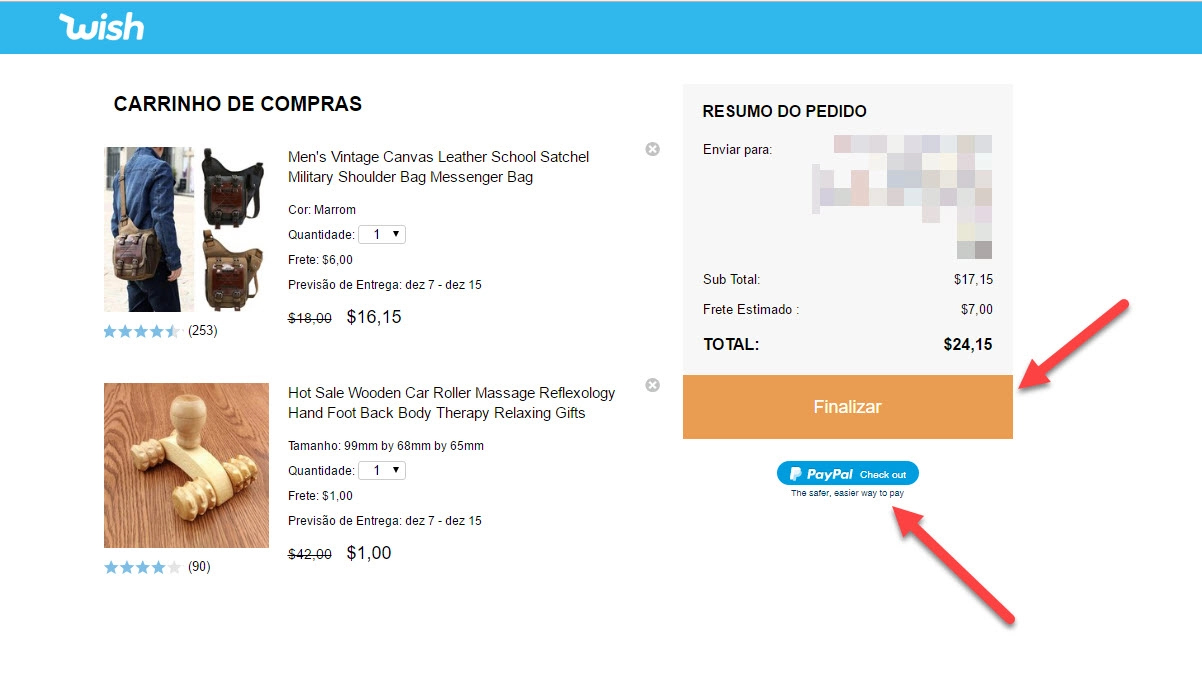 wish
CARRINHO DE COMPRAS
Men's Vintage Canvas Leather School Satchel
Military Shoulder Bag Messenger Bag
Cor: Marrom
Quantidade: 1
Frete: $6,00
Previsão de Entrega: dez 7 - dez 15
$18,00 $16,15
(253)
Hot Sale Wooden Car Roller Massage Reflexology
Hand Foot Back Body Therapy Relaxing Gifts
Tamanho: 99mm by 68mm by 65mm
Quantidade: 1
Frete: $1,00
Previsão de Entrega: dez 7 - dez 15
$42,00 $1,00
(90)
RESUMO DO PEDIDO
Enviar para:
Sub Total: $17,15
Frete Estimado : $7,00
TOTAL: $24,15
Finalizar
PayPal Check out
The safer, easier way to pay